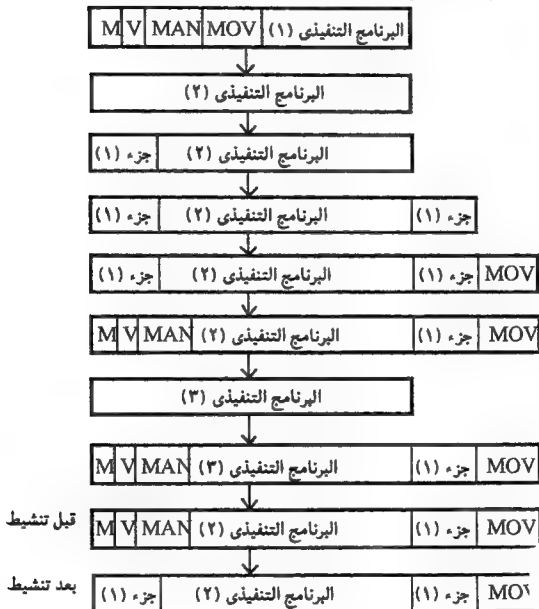 M V MAN MOV البرنامج التنفيذى (١)
البرنامج التنفيذى (٢)
جزء (١) البرنامج التنفيذى (٢)
جزء (١) البرنامج التنفيذى (٢) جزء (١)
جزء (١) البرنامج التنفيذى (٢) جزء (١) MOV
M V MAN البرنامج التنفيذى (٢) جزء (١) MOV
البرنامج التنفيذى (٣)
M V MAN البرنامج التنفيذى (٣) جزء (١) MOV
قبل تنشيط M V MAN البرنامج التنفيذى (٢) جزء (١) MOV
بعد تنشيط جزء (١) البرنامج التنفيذى (٢) جزء (١) MOV